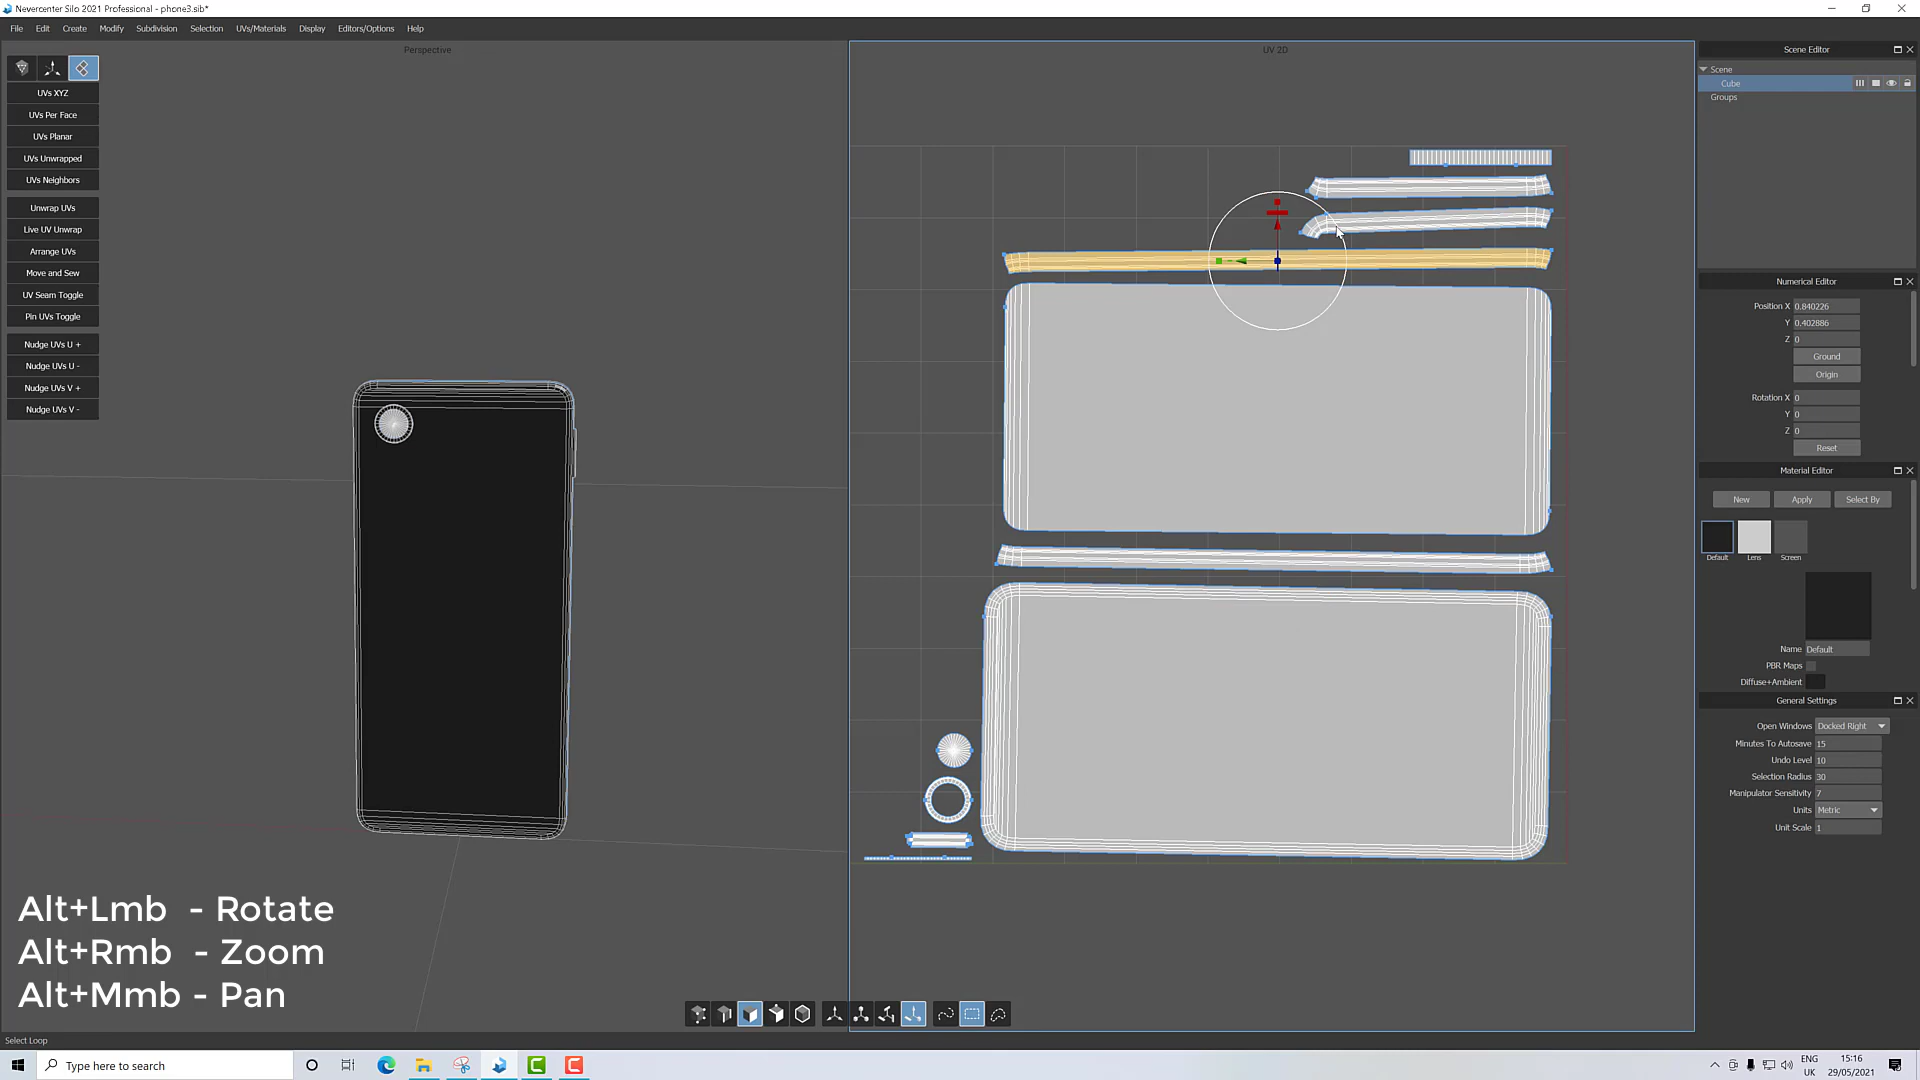 Nevercenter Silo 2021 Professional - phone3.sib*
File Edit Create Modify Subdivision Selection UVs/Materials Display Editors/Options Help
Perspective
UV 2D
Scene Editor
Scene
Cube
Groups
UVs XYZ
UVs Per Face
UVs Planar
UVs Unwrapped
UVs Neighbors
Unwrap UVs
Live UV Unwrap
Arrange UVs
Move and Sew
UV Seam Toggle
Pin UVs Toggle
Nudge UVs U +
Nudge UVs U -
Nudge UVs V +
Nudge UVs V -
Numerical Editor
Position X 0.840226
Y 0.402886
Z 0
Ground
Origin
Rotation X 0
Y 0
Z 0
Reset
Material Editor
New Apply Select By
Default Lens Screen
Name Default
PBR Maps
Diffuse+Ambient
General Settings
Open Windows Docked Right
Minutes To Autosave 15
Undo Level 10
Selection Radius 30
Manipulator Sensitivity 7
Units Metric
Unit Scale 1
Alt+Lmb - Rotate
Alt+Rmb - Zoom
Alt+Mmb - Pan
Select Loop
Type here to search
ENG
UK
15:16
29/05/2021